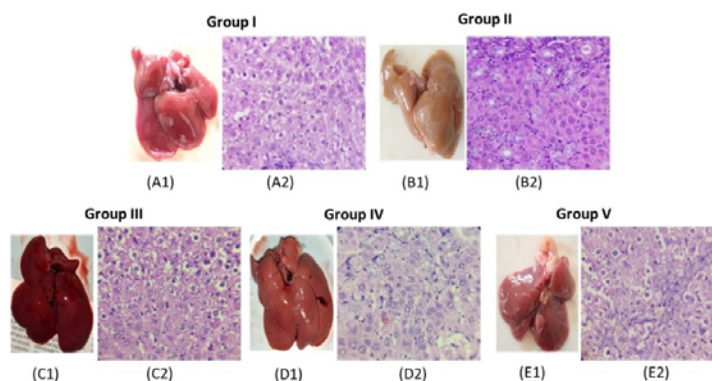 Group I
Group II
(A1)
(A2)
(B1)
(B2)
Group III
Group IV
Group V
(C1)
(C2)
(D1)
(D2)
(E1)
(E2)